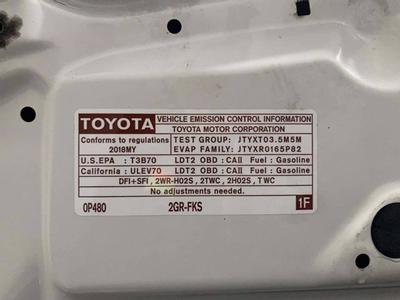 TOYOTA
VEHICLE EMISSION CONTROL INFORMATION
TOYOTA MOTOR CORPORATION
Conforms to regulations
2018MY
TEST GROUP: JTYXT03.5M5M
EVAP FAMILY: JTYXR0165P82
U.S.EPA : T3B70 LDT2 OBD : CAII Fuel : Gasoline
California : ULEV70 LDT2 OBD : CAII Fuel : Gasoline
DFI+SFI, 2WR-HO2S, 2TWC, 2HO2S, TWC
No adjustments needed.
0P480 2GR-FKS 1F